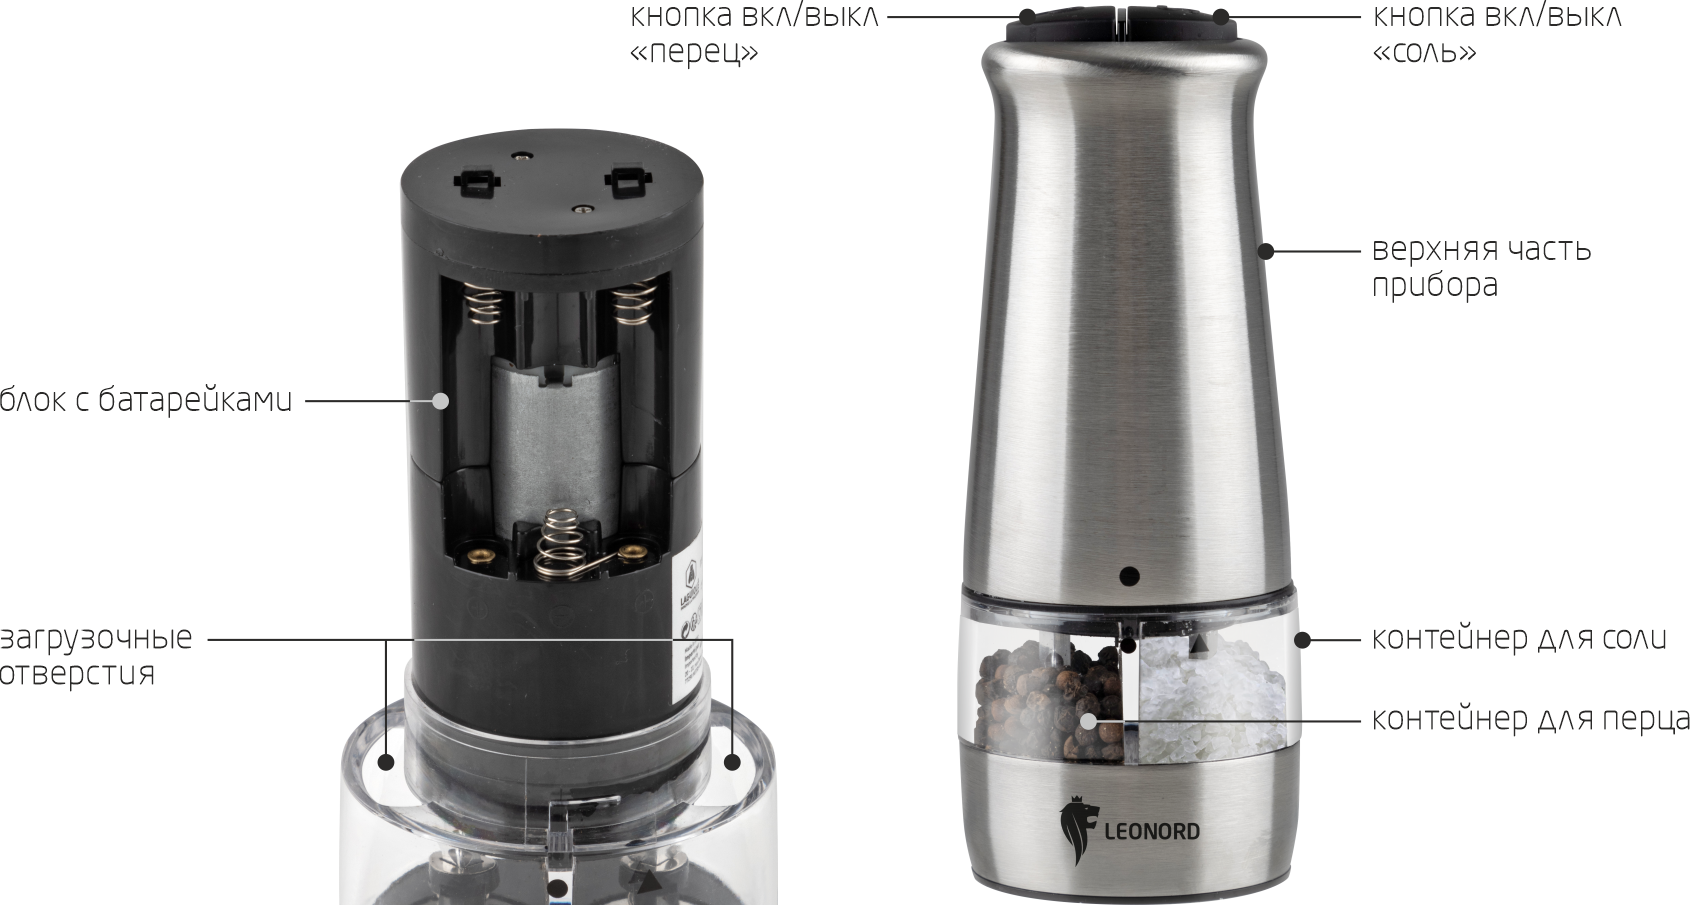 кнопка вкл/выкл
«перец»
кнопка вкл/выкл
«соль»
верхняя часть
прибора
блок с батарейками
загрузочные
отверстия
контейнер для соли
контейнер для перца
LEONORD